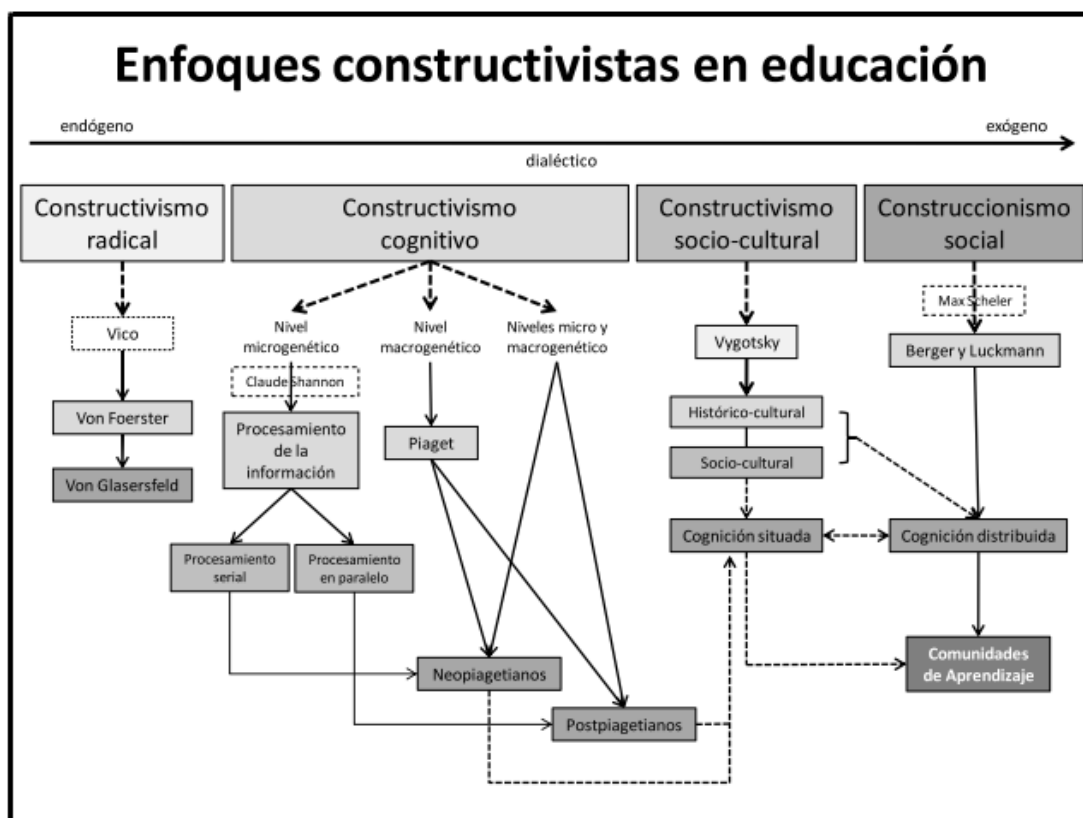 Enfoques constructivistas en educación
endógeno
exógeno
dialéctico
Constructivismo
radical
Constructivismo
cognitivo
Constructivismo
socio-cultural
Construccionismo
social
Vico
Von Foerster
Von Glasersfeld
Nivel
microgenético
Nivel
macrogenético
Niveles micro y
macrogenético
Claude Shannon
Procesamiento
de la
información
Piaget
Procesamiento
serial
Procesamiento
en paralelo
Neopiagetianos
Postpiagetianos
Vygotsky
Histórico-cultural
Socio-cultural
Cognición situada
Max Scheler
Berger y Luckmann
Cognición distribuida
Comunidades
de Aprendizaje